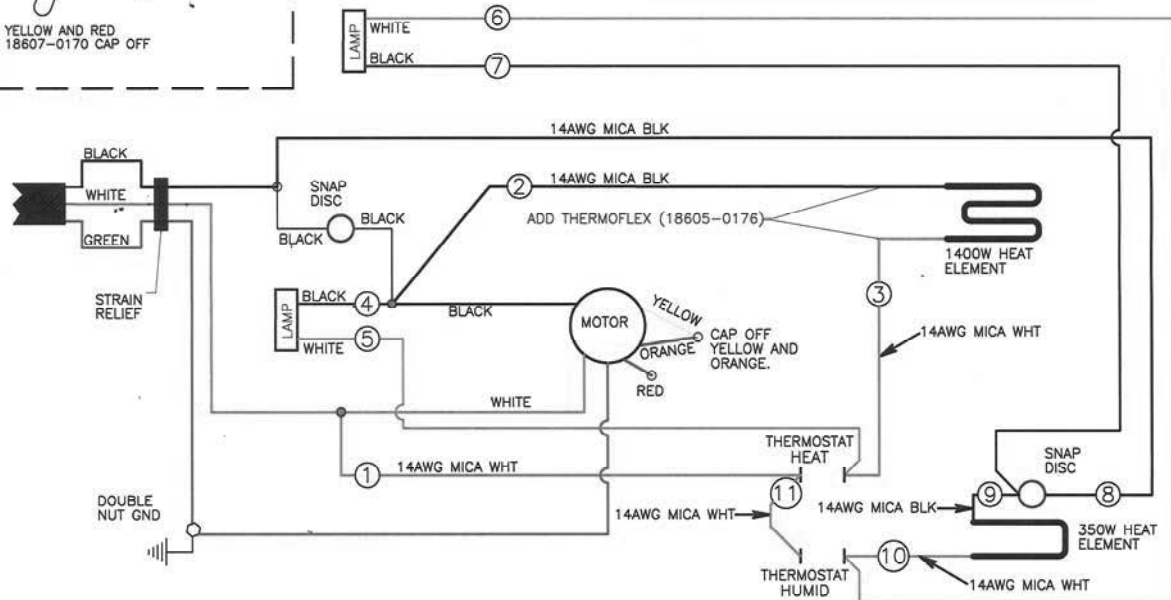 YELLOW AND RED
18607-0170 CAP OFF
LAMP
WHITE
6
BLACK
7
14AWG MICA BLK
BLACK
WHITE
GREEN
STRAIN
RELIEF
SNAP
DISC
BLACK
BLACK
2
14AWG MICA BLK
ADD THERMOFLEX (18605-0176)
1400W HEAT
ELEMENT
3
14AWG MICA WHT
LAMP
BLACK
4
BLACK
WHITE
5
MOTOR
YELLOW
ORANGE
CAP OFF
YELLOW AND
ORANGE.
RED
WHITE
1
14AWG MICA WHT
THERMOSTAT
HEAT
11
14AWG MICA WHT
14AWG MICA BLK
SNAP
DISC
9
8
350W HEAT
ELEMENT
10
14AWG MICA WHT
THERMOSTAT
HUMID
DOUBLE
NUT GND